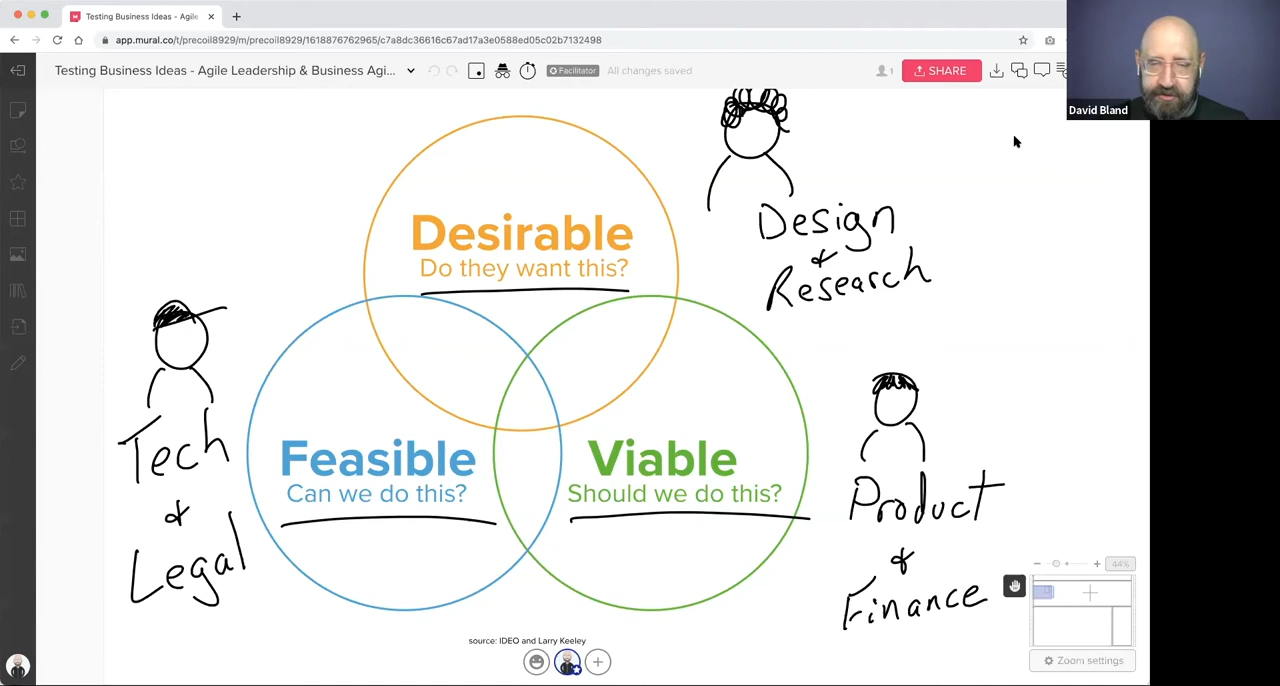 Testing Business Ideas - Agile
app.mural.co/t/precoil8929/m/precoil8929/1618876762965/c7a8dc36616c67ad17a3e0588ed05c02b7132498
Testing Business Ideas - Agile Leadership & Business Agi...
Facilitator
All changes saved
1
SHARE
David Bland
Desirable
Do they want this?
Design
&
Research
Feasible
Can we do this?
Viable
Should we do this?
Tech
&
Legal
Product
&
Finance
44%
source: IDEO and Larry Keeley
Zoom settings